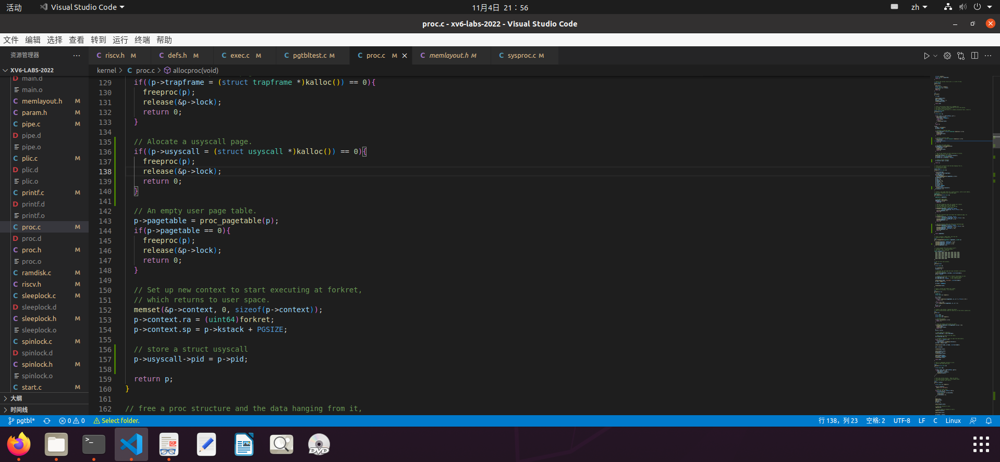 活动
Visual Studio Code
11月4日 21：56
zh
proc.c - xv6-labs-2022 - Visual Studio Code
文件 编辑 选择 查看 转到 运行 终端 帮助
资源管理器
riscv.h M
defs.h M
exec.c M
pgtbltest.c M
proc.c M
memlayout.h M
sysproc.c M
XV6-LABS-2022
kernel > C proc.c > allocproc(void)
main.d
main.o
memlayout.h M
param.h M
pipe.c M
pipe.d
pipe.o
plic.c M
plic.d
plic.o
printf.c M
printf.d
printf.o
proc.c M
proc.d
proc.h M
proc.o
ramdisk.c M
riscv.h M
sleeplock.c M
sleeplock.d
sleeplock.h M
sleeplock.o
spinlock.c M
spinlock.d
spinlock.h M
spinlock.o
start.c M
大纲
时间线
129 if((p->trapframe = (struct trapframe *)kalloc()) == 0){
130 freeproc(p);
131 release(&p->lock);
132 return 0;
133 }
134
135 // Alocate a usyscall page.
136 if((p->usyscall = (struct usyscall *)kalloc()) == 0){
137 freeproc(p);
138 release(&p->lock);
139 return 0;
140 }
141
142 // An empty user page table.
143 p->pagetable = proc_pagetable(p);
144 if(p->pagetable == 0){
145 freeproc(p);
146 release(&p->lock);
147 return 0;
148 }
149
150 // Set up new context to start executing at forkret,
151 // which returns to user space.
152 memset(&p->context, 0, sizeof(p->context));
153 p->context.ra = (uint64)forkret;
154 p->context.sp = p->kstack + PGSIZE;
155
156 // store a struct usyscall
157 p->usyscall->pid = p->pid;
158
159 return p;
160 }
161
162 // free a proc structure and the data hanging from it,
pgtbl* 0 0 Select folder.
行 138，列 23 空格: 2 UTF-8 LF C Linux
DVD